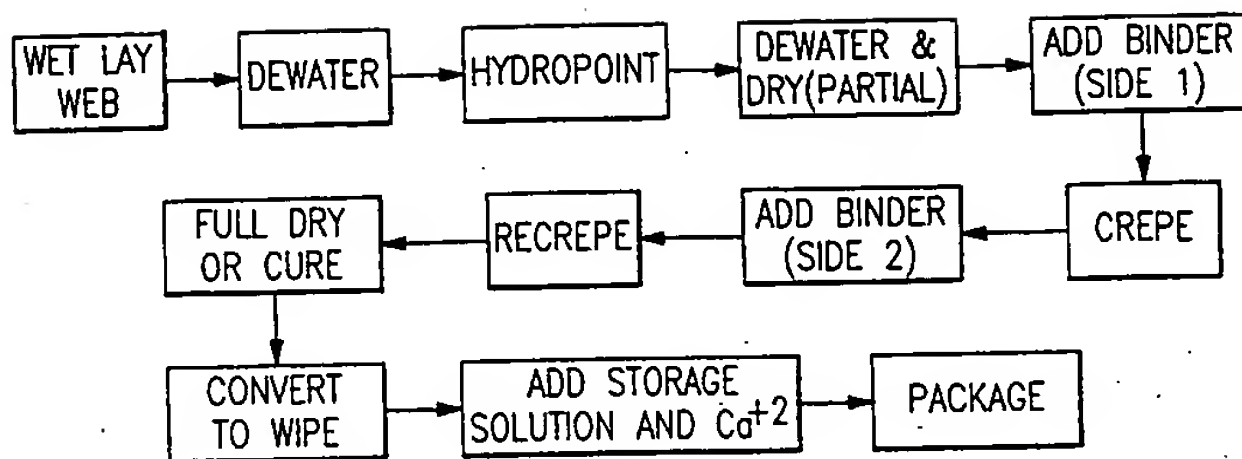 WET LAY
WEB
DEWATER
HYDROPOINT
DEWATER &
DRY(PARTIAL)
ADD BINDER
(SIDE 1)
CREPE
ADD BINDER
(SIDE 2)
RECREPE
FULL DRY
OR CURE
CONVERT
TO WIPE
ADD STORAGE
SOLUTION AND Ca+2
PACKAGE